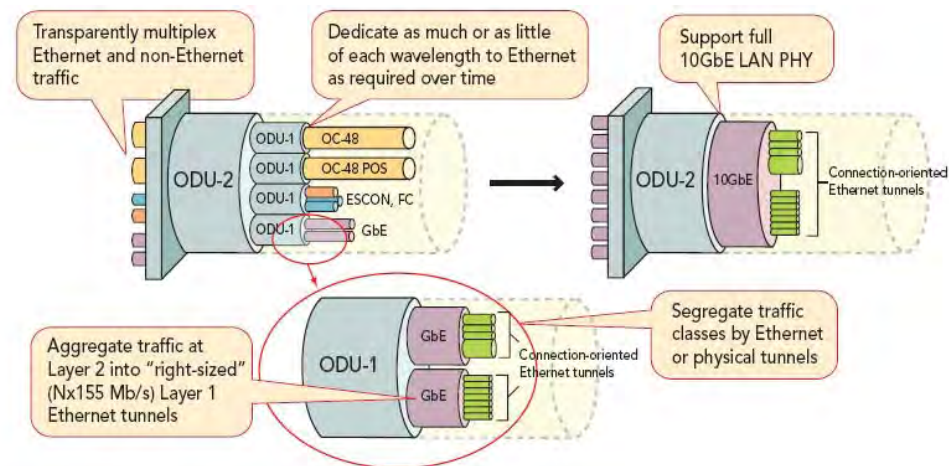 Transparently multiplex
Ethernet and non-Ethernet
traffic
Dedicate as much or as little
of each wavelength to Ethernet
as required over time
Support full
10GbE LAN PHY
ODU-2
ODU-1
OC-48
ODU-1
OC-48 POS
ODU-1
ESCON, FC
ODU-1
GbE
ODU-2
10GbE
Connection-oriented
Ethernet tunnels
Aggregate traffic at
Layer 2 into “right-sized”
(Nx155 Mb/s) Layer 1
Ethernet tunnels
ODU-1
GbE
GbE
Connection-oriented
Ethernet tunnels
Segregate traffic
classes by Ethernet
or physical tunnels